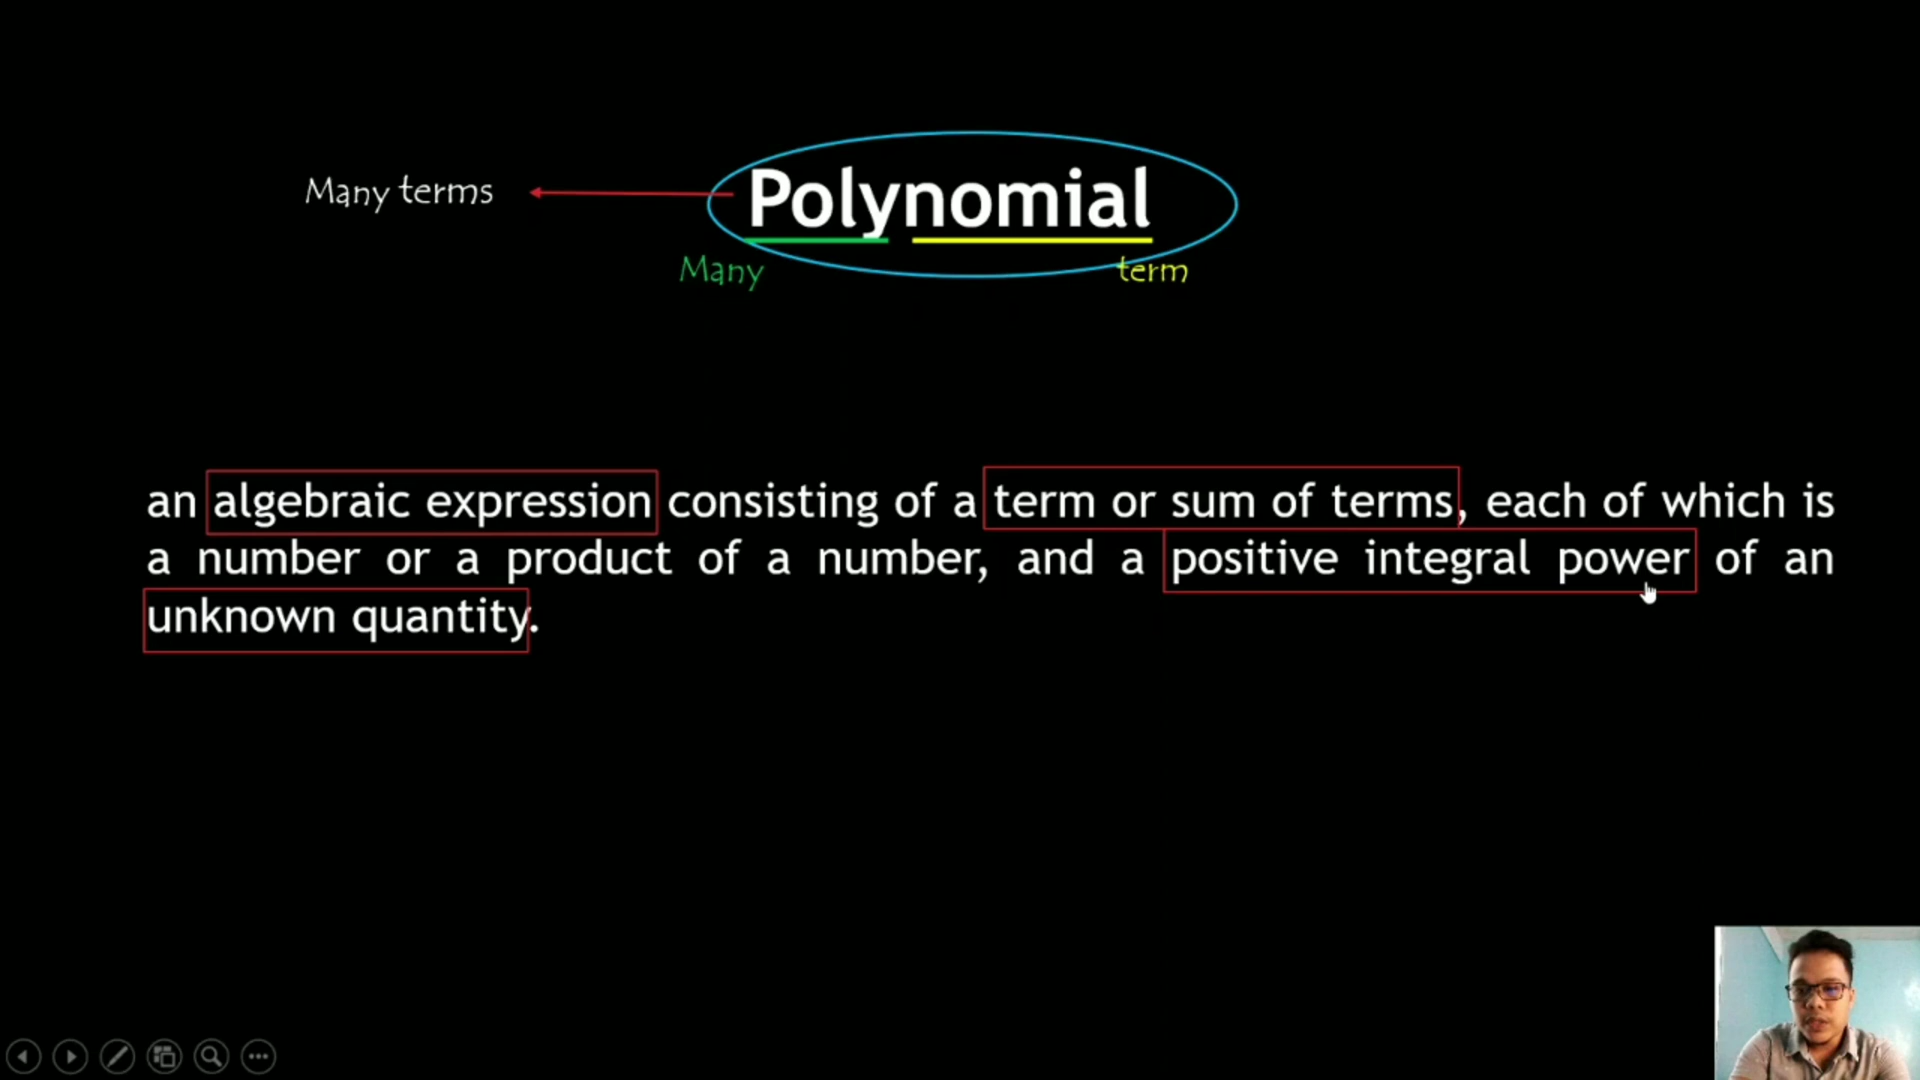 Many terms
Polynomial
Many
term
an algebraic expression consisting of a term or sum of terms, each of which is
a number or a product of a number, and a positive integral power of an
unknown quantity.